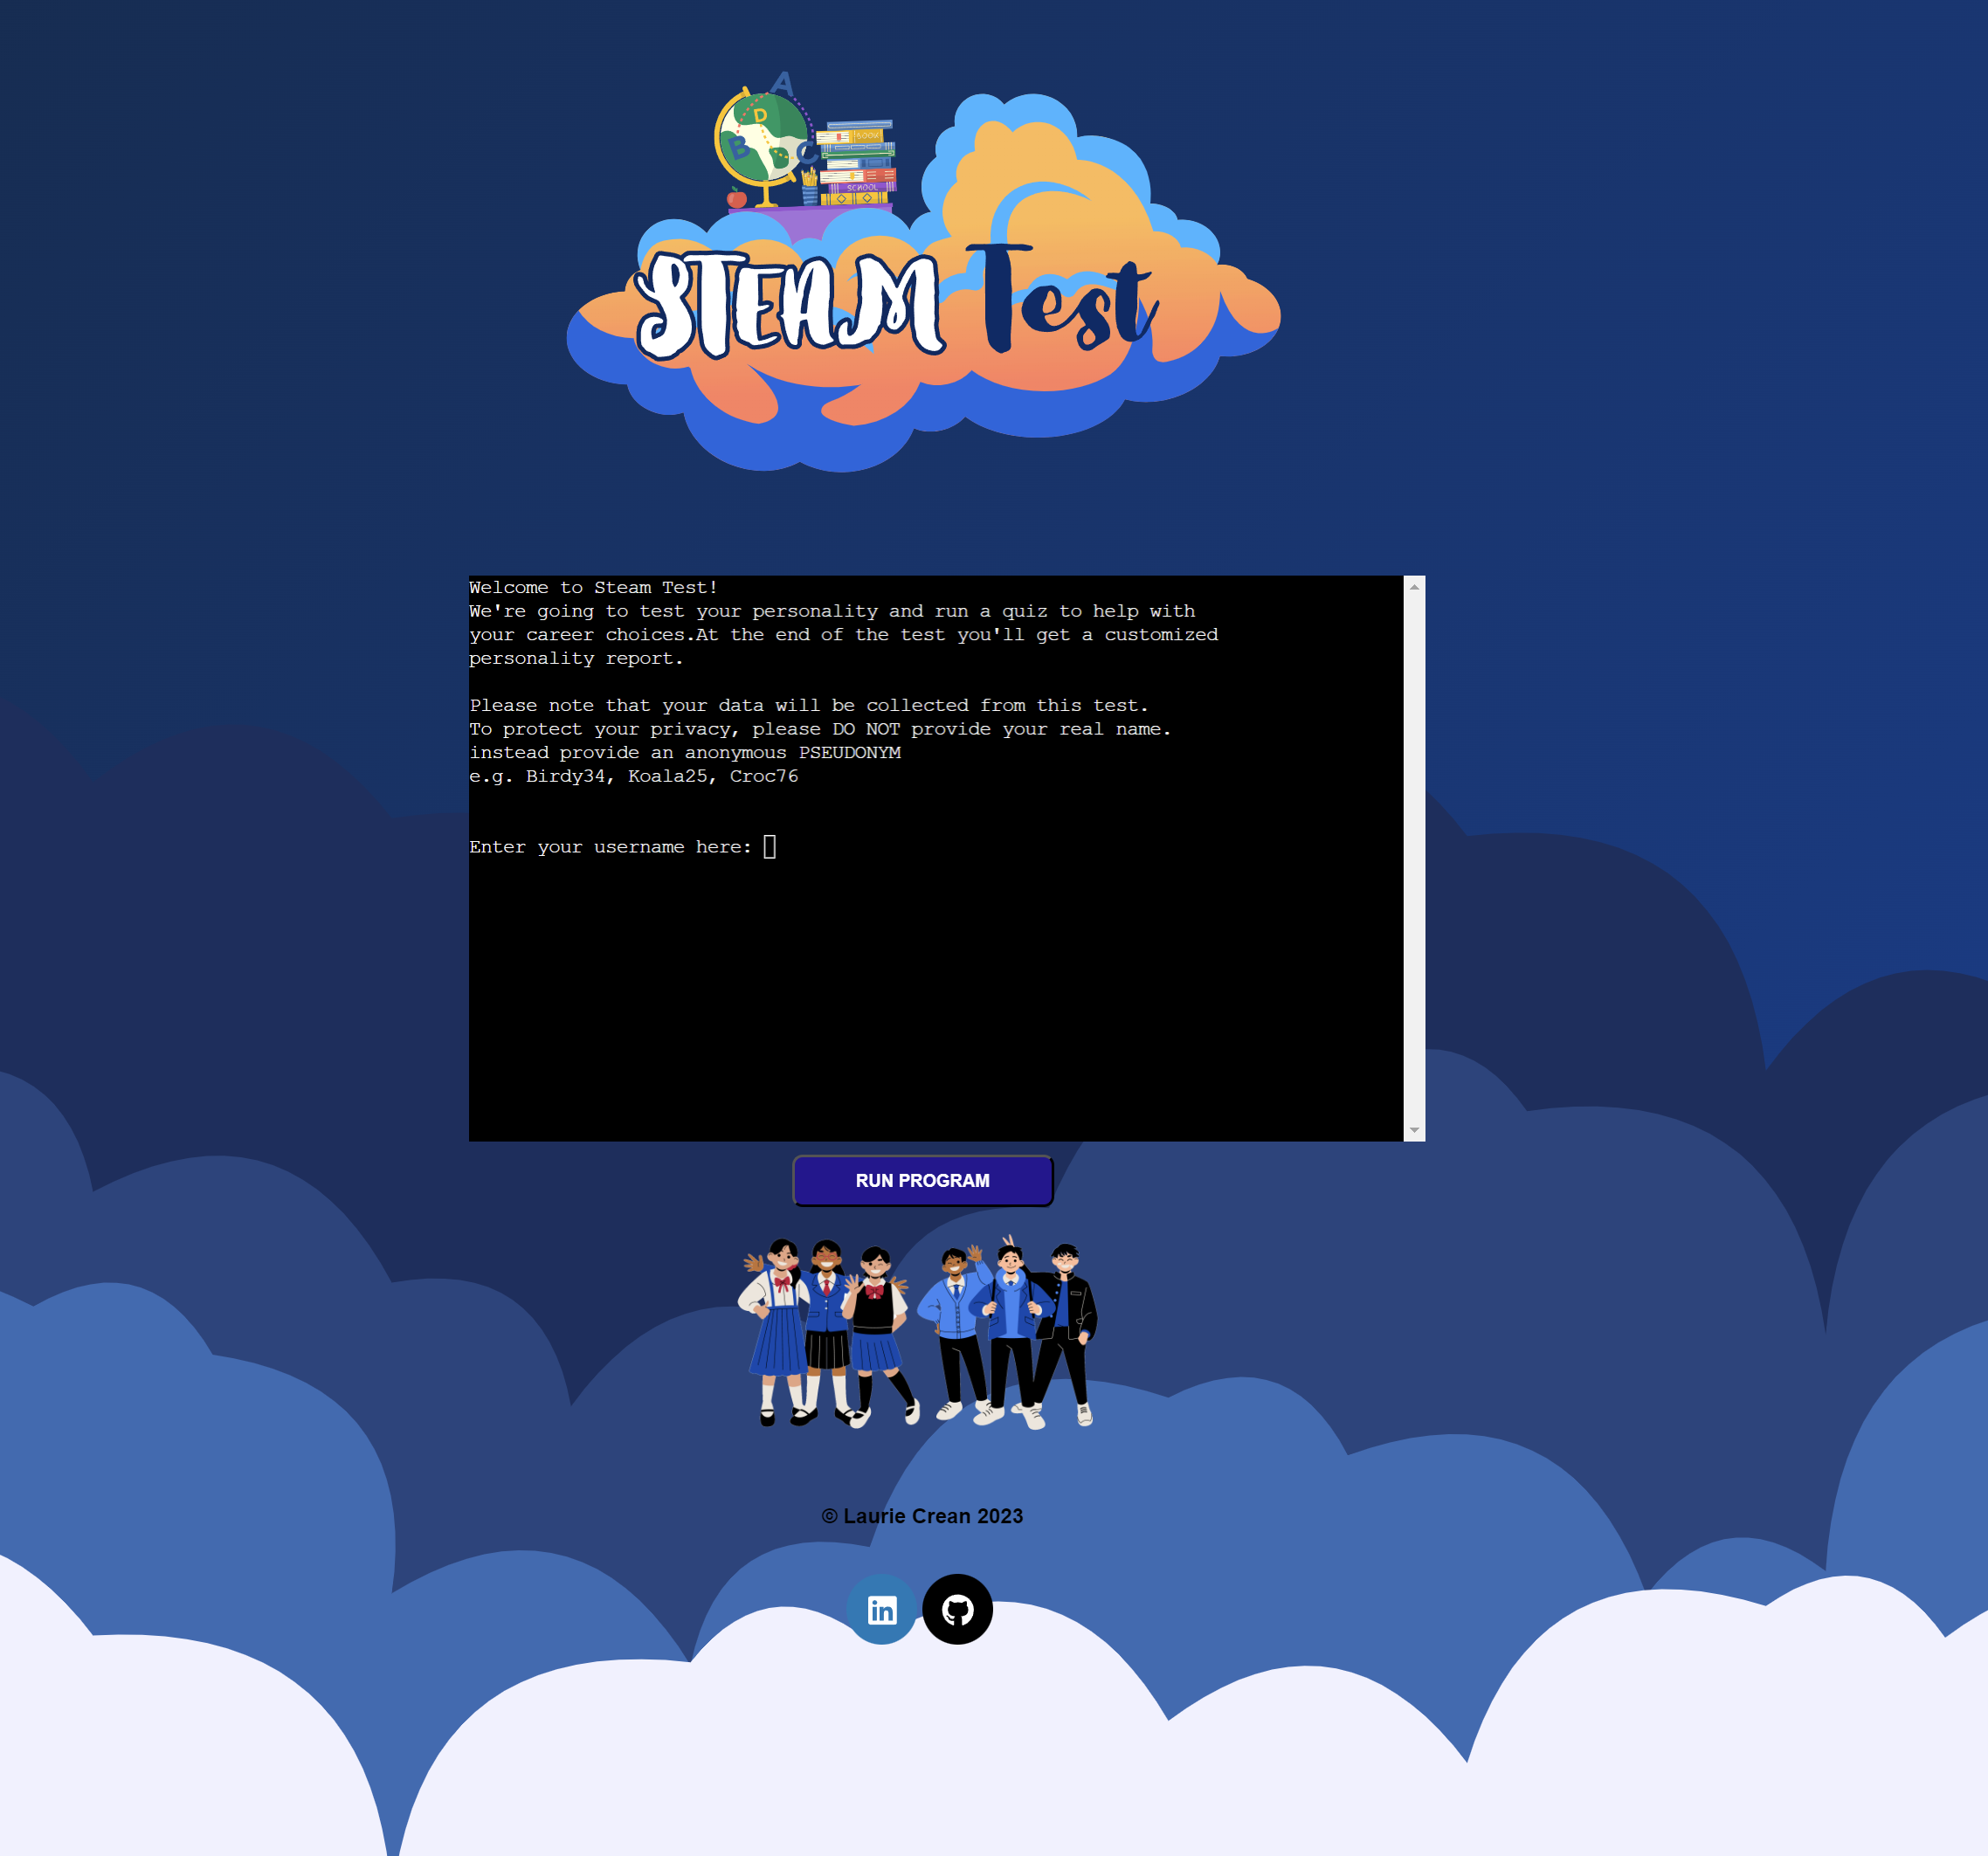 A
D
B
C
BOOK
SCHOOL
STEAM Test
Welcome to Steam Test!
We're going to test your personality and run a quiz to help with
your career choices.At the end of the test you'll get a customized
personality report.
Please note that your data will be collected from this test.
To protect your privacy, please DO NOT provide your real name.
instead provide an anonymous PSEUDONYM
e.g. Birdy34, Koala25, Croc76
Enter your username here:
RUN PROGRAM
© Laurie Crean 2023
in